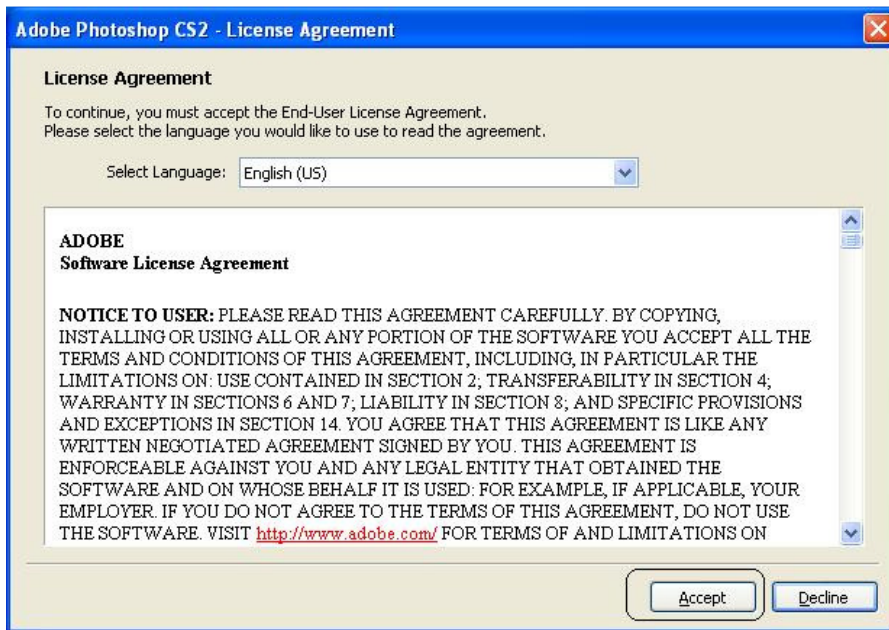 Adobe Photoshop CS2 - License Agreement
License Agreement
To continue, you must accept the End-User License Agreement.
Please select the language you would like to use to read the agreement.
Select Language: English (US)
ADOBE
Software License Agreement
NOTICE TO USER: PLEASE READ THIS AGREEMENT CAREFULLY. BY COPYING,
INSTALLING OR USING ALL OR ANY PORTION OF THE SOFTWARE YOU ACCEPT ALL THE
TERMS AND CONDITIONS OF THIS AGREEMENT, INCLUDING, IN PARTICULAR THE
LIMITATIONS ON: USE CONTAINED IN SECTION 2; TRANSFERABILITY IN SECTION 4;
WARRANTY IN SECTIONS 6 AND 7; LIABILITY IN SECTION 8; AND SPECIFIC PROVISIONS
AND EXCEPTIONS IN SECTION 14. YOU AGREE THAT THIS AGREEMENT IS LIKE ANY
WRITTEN NEGOTIATED AGREEMENT SIGNED BY YOU. THIS AGREEMENT IS
ENFORCEABLE AGAINST YOU AND ANY LEGAL ENTITY THAT OBTAINED THE
SOFTWARE AND ON WHOSE BEHALF IT IS USED: FOR EXAMPLE, IF APPLICABLE, YOUR
EMPLOYER. IF YOU DO NOT AGREE TO THE TERMS OF THIS AGREEMENT, DO NOT USE
THE SOFTWARE. VISIT http://www.adobe.com/ FOR TERMS OF AND LIMITATIONS ON
Accept Decline